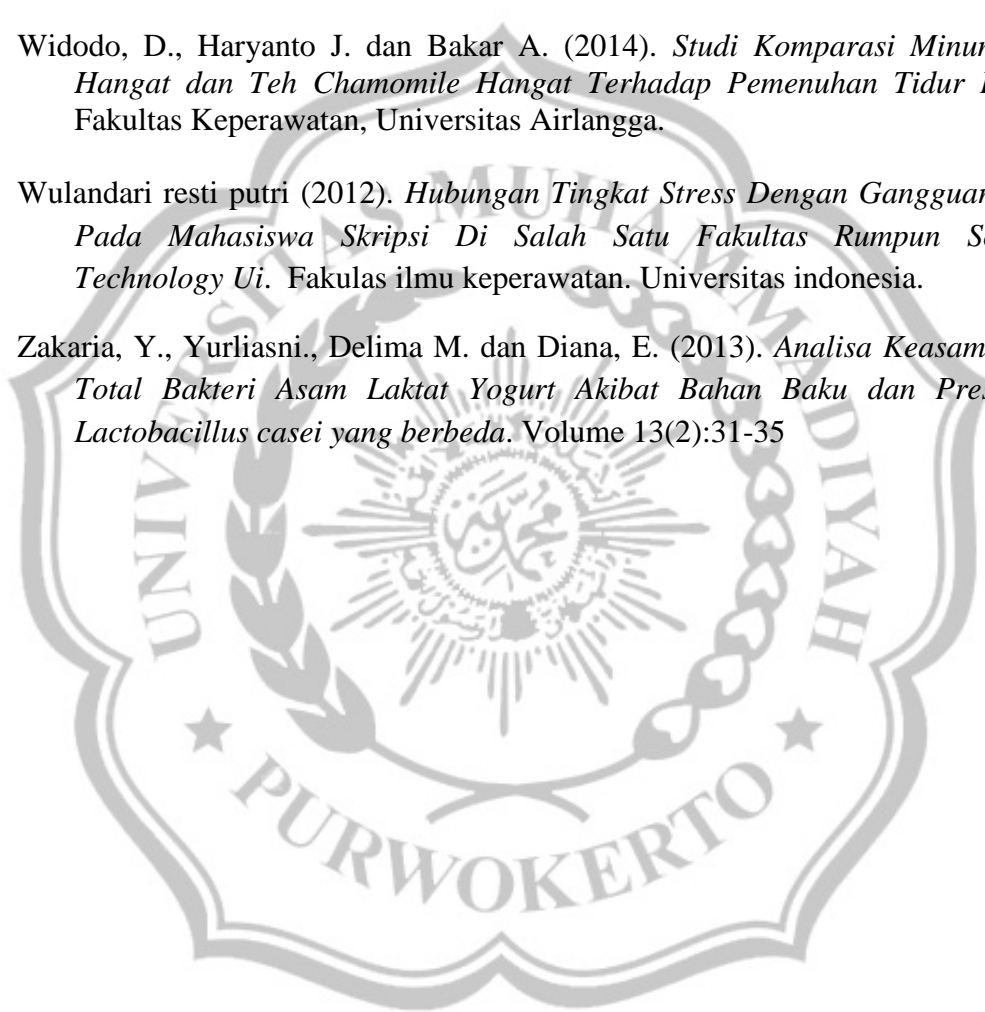 Widodo, D., Haryanto J. dan Bakar A. (2014). Studi Komparasi
Hangat dan Teh Chamomile Hangat Terhadap Pemenuhan Tidur
Fakultas Keperawatan, Universitas Airlangga.
Wulandari resti putri (2012). Hubungan Tingkat Stress Dengan Gangguan
Pada Mahasiswa Skripsi Di Salah Satu Fakultas Rumpun
Technology Ui. Fakulas ilmu keperawatan. Universitas indonesia.
Zakaria, Y., Yurliasni., Delima M. dan Diana, E. (2013). Analisa
Total Bakteri Asam Laktat Yogurt Akibat Bahan Baku dan
Lactobacillus casei yang berbeda. Volume 13(2):31-35
UNIVERSITAS MUHAMMADIYAH
PURWOKERTO